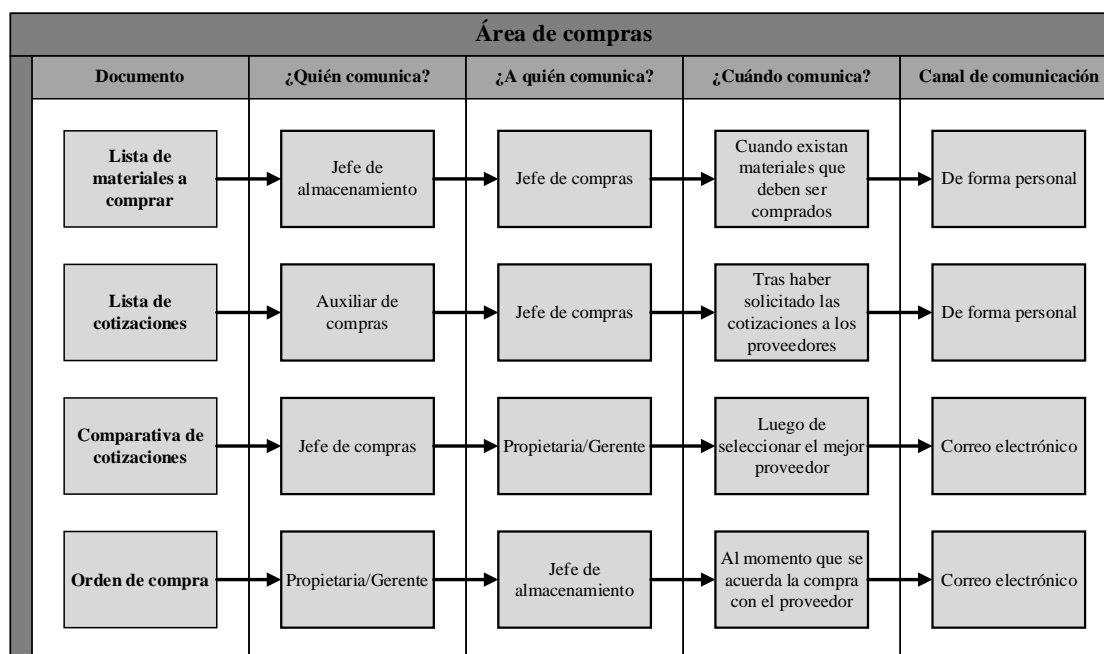 Área de compras
Documento
¿Quién comunica?
¿A quién comunica?
¿Cuándo comunica?
Canal de comunicación
Lista de
materiales a
comprar
Jefe de
almacenamiento
Jefe de compras
Cuando existan
materiales que
deben ser
comprados
De forma personal
Lista de
cotizaciones
Auxiliar de
compras
Jefe de compras
Tras haber
solicitado las
cotizaciones a los
proveedores
De forma personal
Comparativa de
cotizaciones
Jefe de compras
Propietaria/Gerente
Luego de
seleccionar el mejor
proveedor
Correo electrónico
Orden de compra
Propietaria/Gerente
Jefe de
almacenamiento
Al momento que se
acuerda la compra
con el proveedor
Correo electrónico